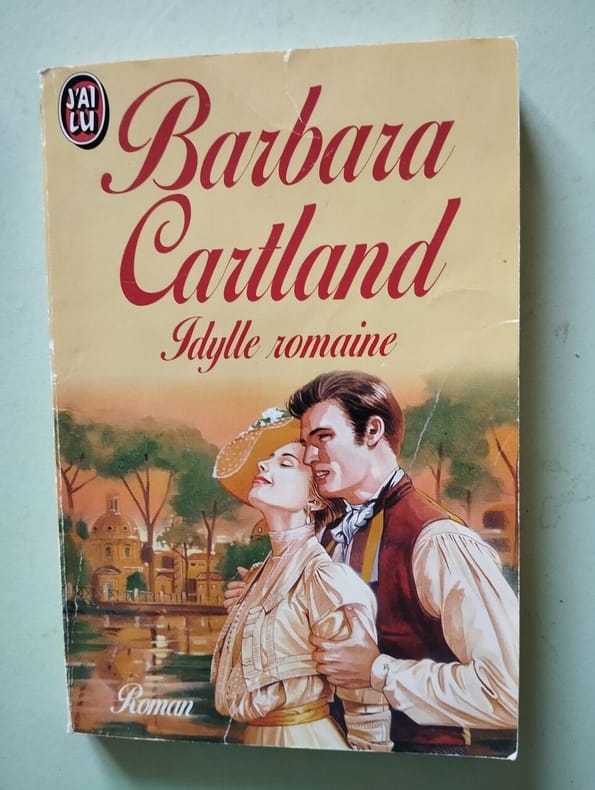 J'AI
LU
Barbara
Cartland
Idylle romaine
Roman